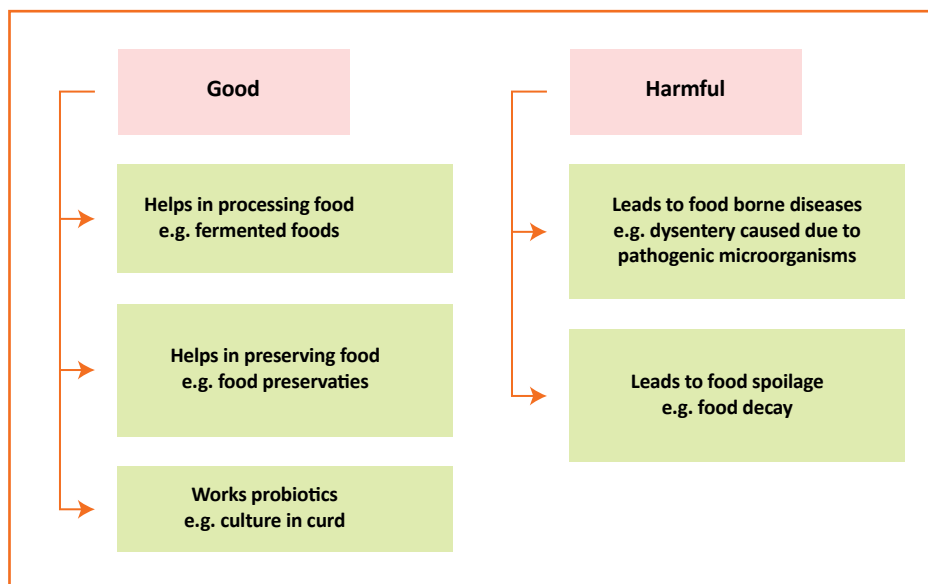 Good
Helps in processing food
e.g. fermented foods
Helps in preserving food
e.g. food preservaties
Works probiotics
e.g. culture in curd
Harmful
Leads to food borne diseases
e.g. dysentery caused due to
pathogenic microorganisms
Leads to food spoilage
e.g. food decay